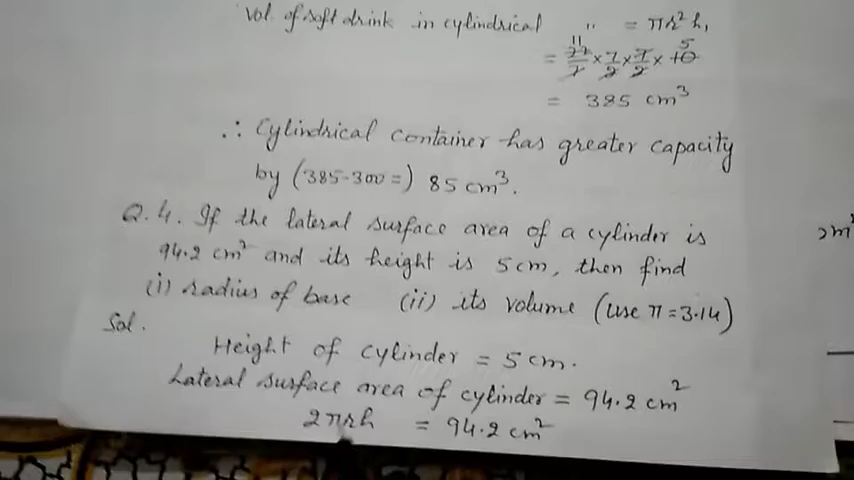 Vol. of soft drink in cylindrical " = πr²h,
= 22/7 × 7/2 × 7/2 × 10
11 5
= 385 cm³
∴ Cylindrical container has greater capacity
by (385-300=) 85 cm³.
Q.4. If the lateral surface area of a cylinder is
94.2 cm² and its height is 5cm, then find
(i) radius of base (ii) its volume (use π=3.14)
Sol.
Height of cylinder = 5 cm.
Lateral surface area of cylinder = 94.2 cm²
2πrh = 94.2 cm²